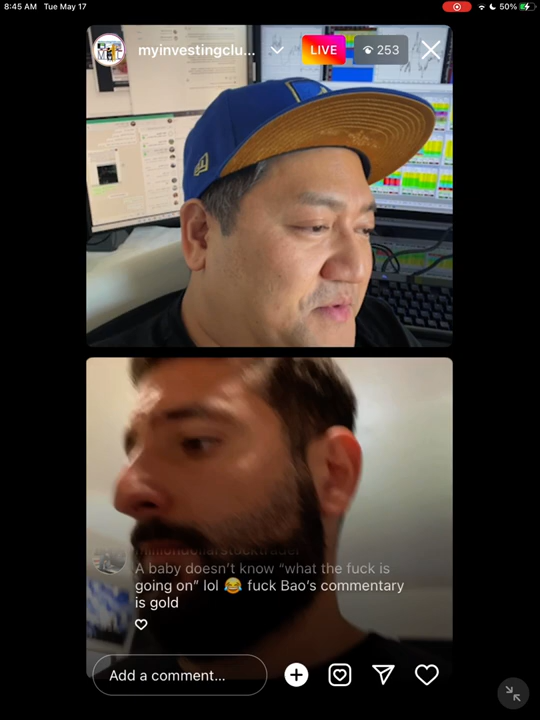 8:45 AM Tue May 17
50%
myinvestingclu...
LIVE
253
milliondollarstocktrader
A baby doesn't know “what the fuck is
going on” lol 😂 fuck Bao's commentary
is gold
Add a comment...